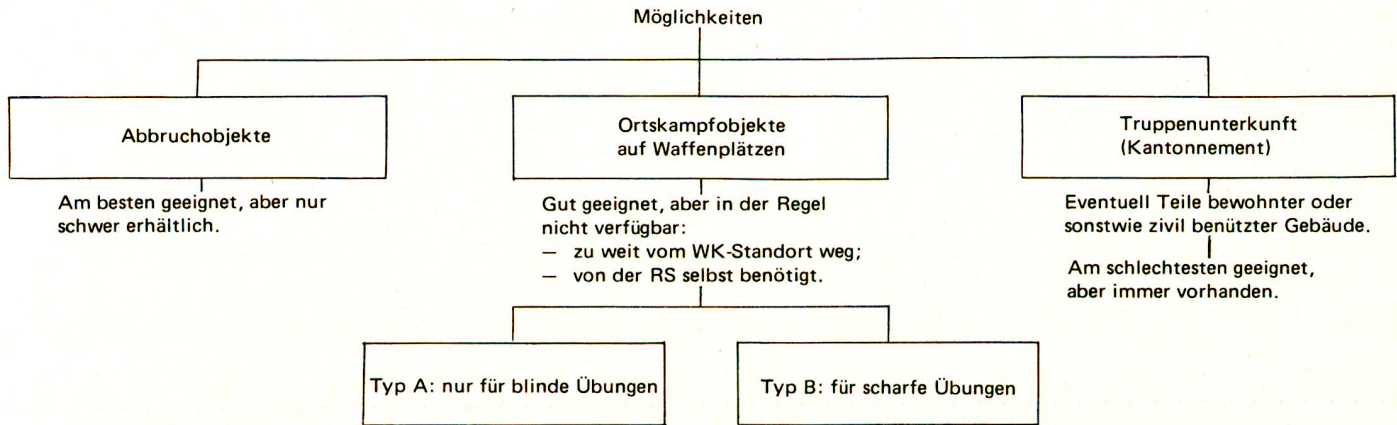 Möglichkeiten
Abbruchobjekte
Am besten geeignet, aber nur
schwer erhältlich.
Ortskampfobjekte
auf Waffenplätzen
Gut geeignet, aber in der Regel
nicht verfügbar:
— zu weit vom WK-Standort weg;
— von der RS selbst benötigt.
Typ A: nur für blinde Übungen
Typ B: für scharfe Übungen
Truppenunterkunft
(Kantonnement)
Eventuell Teile bewohnter oder
sonstwie zivil benützter Gebäude.
Am schlechtesten geeignet,
aber immer vorhanden.